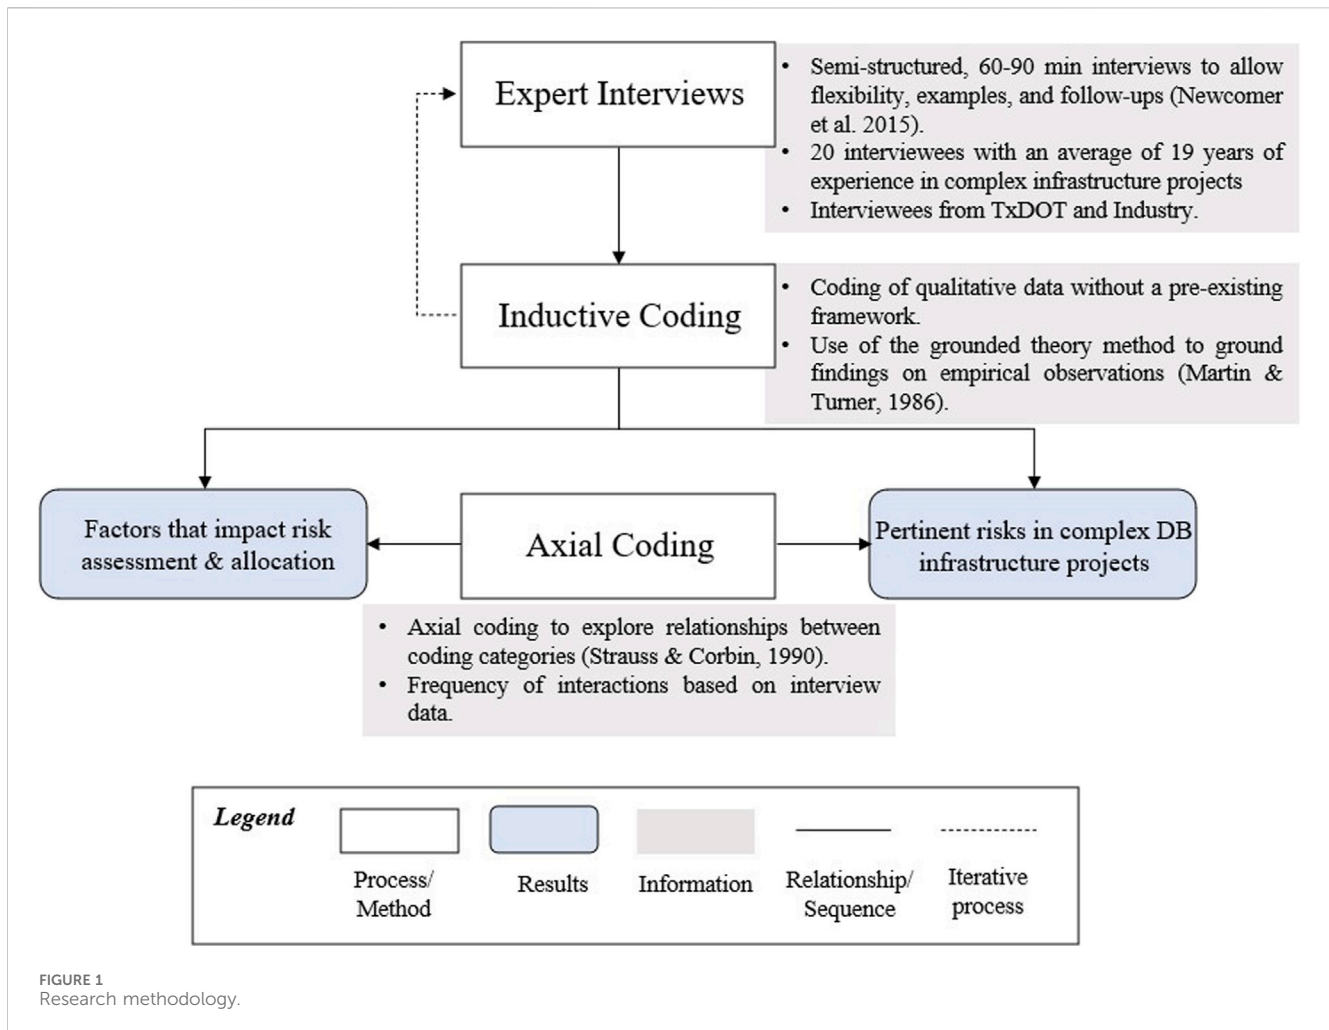 Expert Interviews
• Semi-structured, 60-90 min interviews to allow
flexibility, examples, and follow-ups (Newcomer
et al. 2015).
• 20 interviewees with an average of 19 years of
experience in complex infrastructure projects
• Interviewees from TxDOT and Industry.
Inductive Coding
• Coding of qualitative data without a pre-existing
framework.
• Use of the grounded theory method to ground
findings on empirical observations (Martin &
Turner, 1986).
Factors that impact risk
assessment & allocation
Axial Coding
Pertinent risks in complex DB
infrastructure projects
• Axial coding to explore relationships between
coding categories (Strauss & Corbin, 1990).
• Frequency of interactions based on interview
data.
Legend
Process/
Method
Results
Information
Relationship/
Sequence
Iterative
process
FIGURE 1
Research methodology.